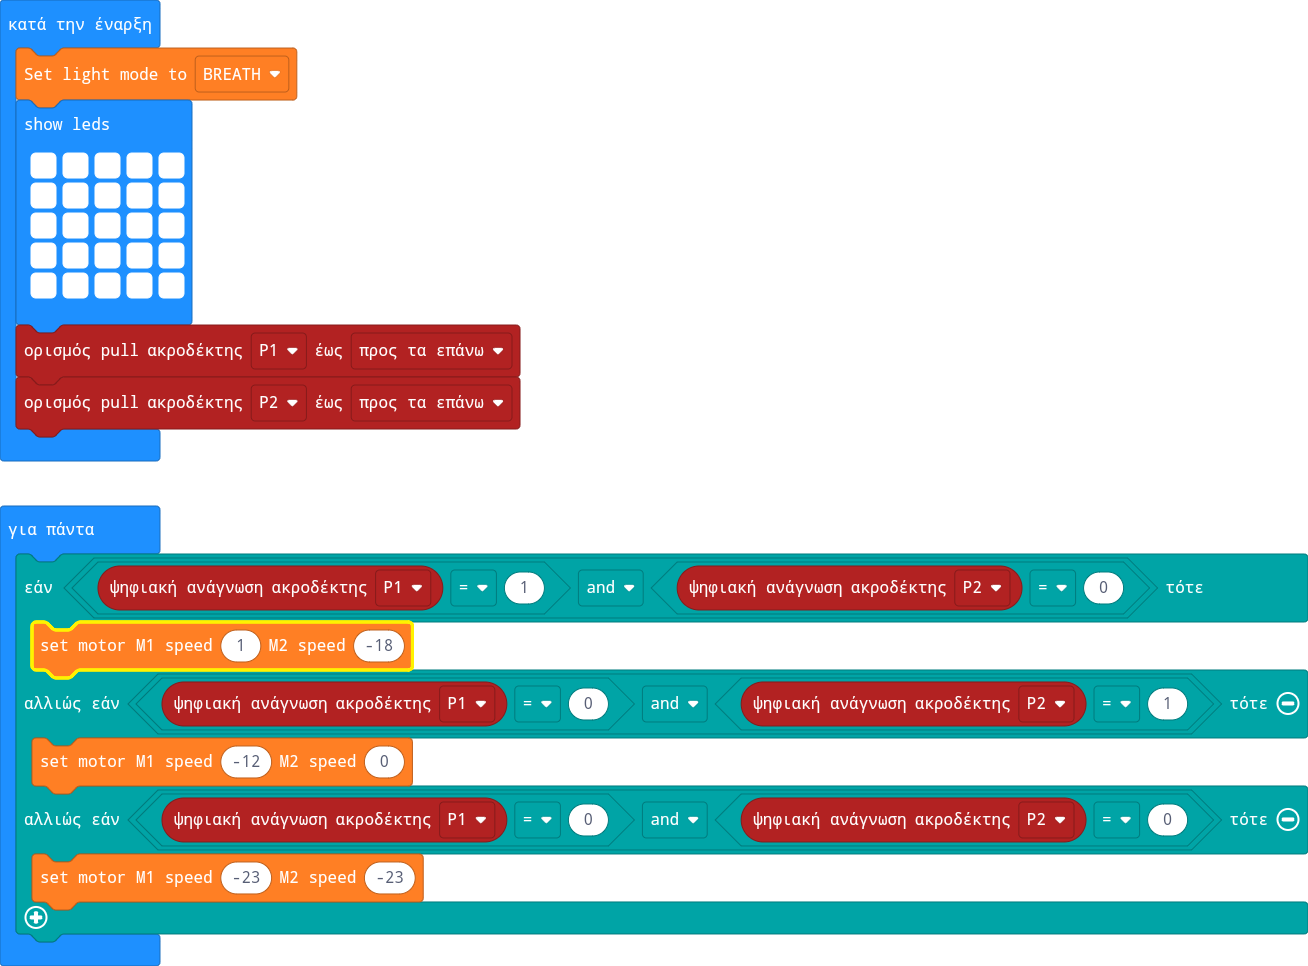 κατά την έναρξη
Set light mode to BREATH
show leds
ορισμός pull ακροδέκτης P1 έως προς τα επάνω
ορισμός pull ακροδέκτης P2 έως προς τα επάνω
για πάντα
εάν ψηφιακή ανάγνωση ακροδέκτης P1 = 1 and ψηφιακή ανάγνωση ακροδέκτης P2 = 0 τότε
set motor M1 speed 1 M2 speed -18
αλλιώς εάν ψηφιακή ανάγνωση ακροδέκτης P1 = 0 and ψηφιακή ανάγνωση ακροδέκτης P2 = 1 τότε
set motor M1 speed -12 M2 speed 0
αλλιώς εάν ψηφιακή ανάγνωση ακροδέκτης P1 = 0 and ψηφιακή ανάγνωση ακροδέκτης P2 = 0 τότε
set motor M1 speed -23 M2 speed -23